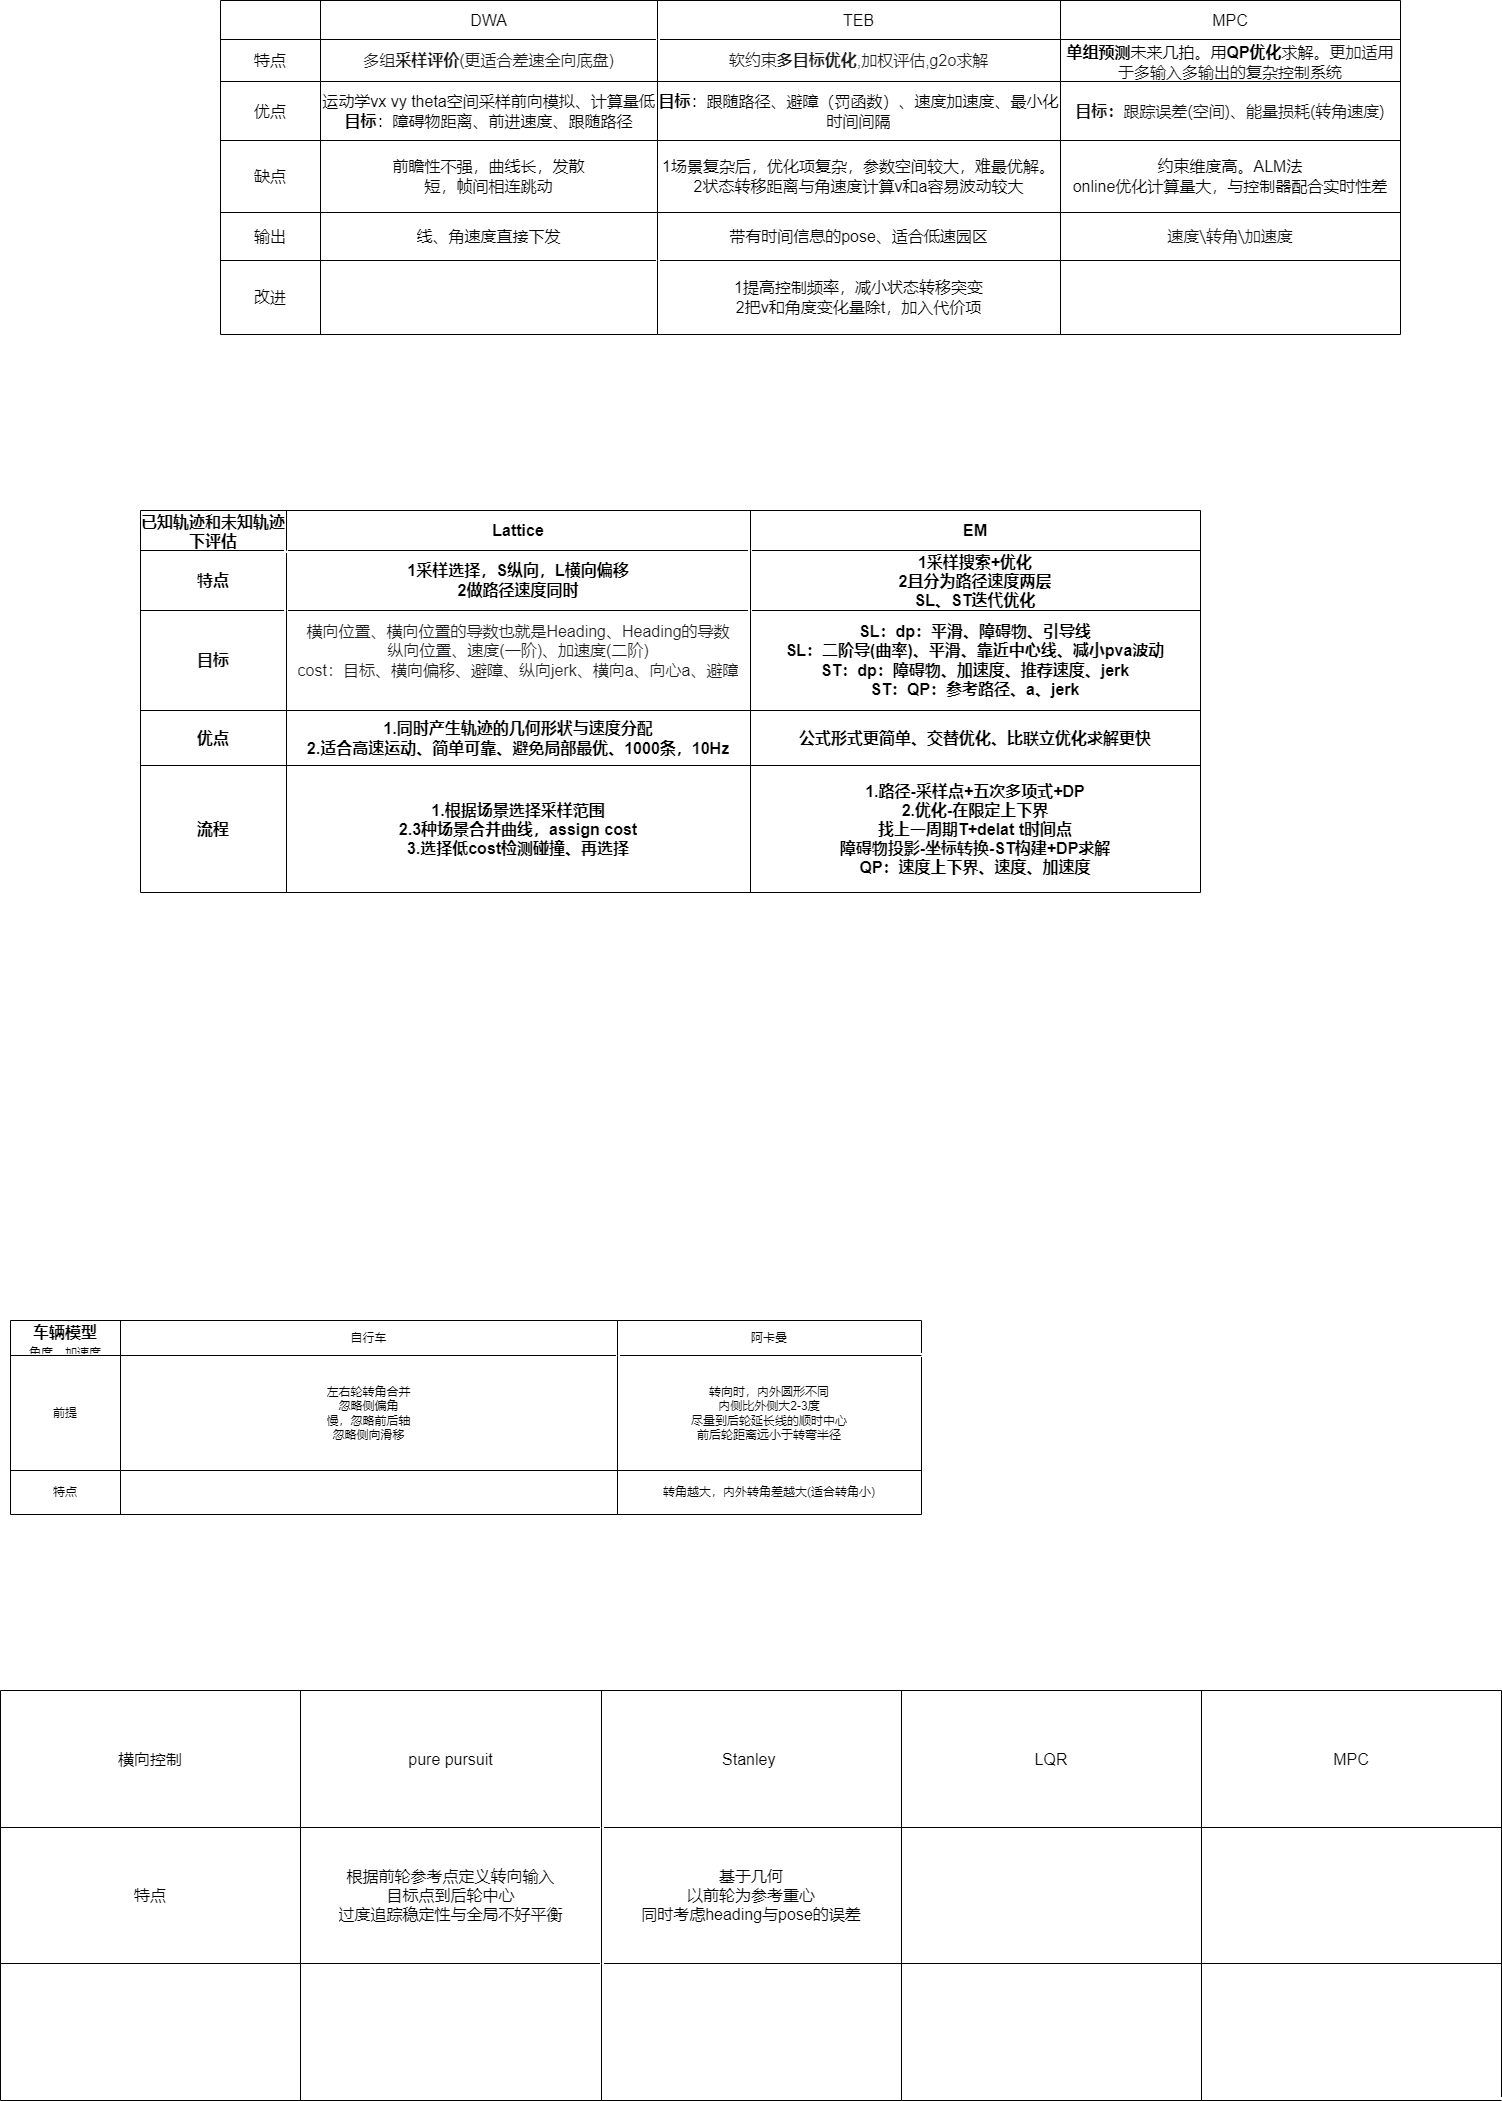 DWA
TEB
MPC
特点
多组采样评价(更适合差速全向底盘)
软约束多目标优化,加权评估,g2o求解
单组预测未来几拍。用QP优化求解。更加适用
于多输入多输出的复杂控制系统
优点
运动学vx vy theta空间采样前向模拟、计算量低
目标：障碍物距离、前进速度、跟随路径
目标：跟随路径、避障（罚函数）、速度加速度、最小化
时间间隔
目标：跟踪误差(空间)、能量损耗(转角速度)
缺点
前瞻性不强，曲线长，发散
短，帧间相连跳动
1场景复杂后，优化项复杂，参数空间较大，难最优解。
2状态转移距离与角速度计算v和a容易波动较大
约束维度高。ALM法
online优化计算量大，与控制器配合实时性差
输出
线、角速度直接下发
带有时间信息的pose、适合低速园区
速度\转角\加速度
改进
1提高控制频率，减小状态转移突变
2把v和角度变化量除t，加入代价项
已知轨迹和未知轨迹
下评估
Lattice
EM
特点
1采样选择，S纵向，L横向偏移
2做路径速度同时
1采样搜索+优化
2且分为路径速度两层
SL、ST迭代优化
目标
横向位置、横向位置的导数也就是Heading、Heading的导数
纵向位置、速度(一阶)、加速度(二阶)
cost：目标、横向偏移、避障、纵向jerk、横向a、向心a、避障
SL：dp：平滑、障碍物、引导线
SL：二阶导(曲率)、平滑、靠近中心线、减小pva波动
ST：dp：障碍物、加速度、推荐速度、jerk
ST：QP：参考路径、a、jerk
优点
1.同时产生轨迹的几何形状与速度分配
2.适合高速运动、简单可靠、避免局部最优、1000条，10Hz
公式形式更简单、交替优化、比联立优化求解更快
流程
1.根据场景选择采样范围
2.3种场景合并曲线，assign cost
3.选择低cost检测碰撞、再选择
1.路径-采样点+五次多项式+DP
2.优化-在限定上下界
找上一周期T+delat t时间点
障碍物投影-坐标转换-ST构建+DP求解
QP：速度上下界、速度、加速度
车辆模型
角度、加速度
自行车
阿卡曼
前提
左右轮转角合并
忽略侧偏角
慢，忽略前后轴
忽略侧向滑移
转向时，内外圆形不同
内侧比外侧大2-3度
尽量到后轮延长线的顺时中心
前后轮距离远小于转弯半径
特点
转角越大，内外转角差越大(适合转角小)
横向控制
pure pursuit
Stanley
LQR
MPC
特点
根据前轮参考点定义转向输入
目标点到后轮中心
过度追踪稳定性与全局不好平衡
基于几何
以前轮为参考重心
同时考虑heading与pose的误差